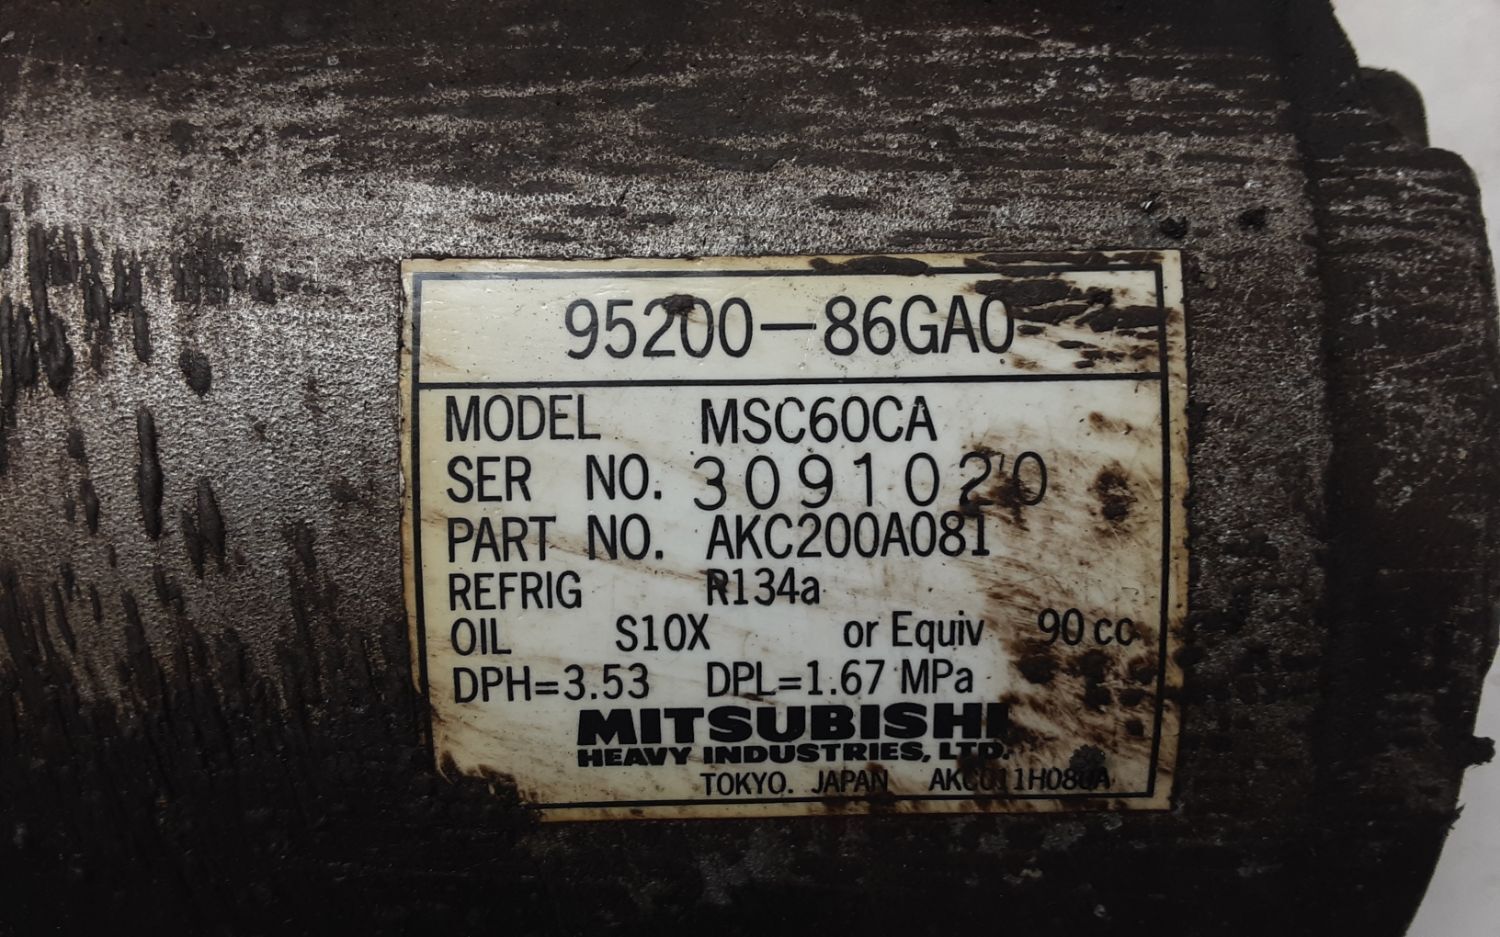 95200-86GA0
MODEL MSC60CA
SER NO. 3091020
PART NO. AKC200A081
REFRIG R134a
OIL S10X or Equiv 90 cc
DPH=3.53 DPL=1.67 MPa
MITSUBISHI
HEAVY INDUSTRIES, LTD.
TOKYO. JAPAN AKC011H080A